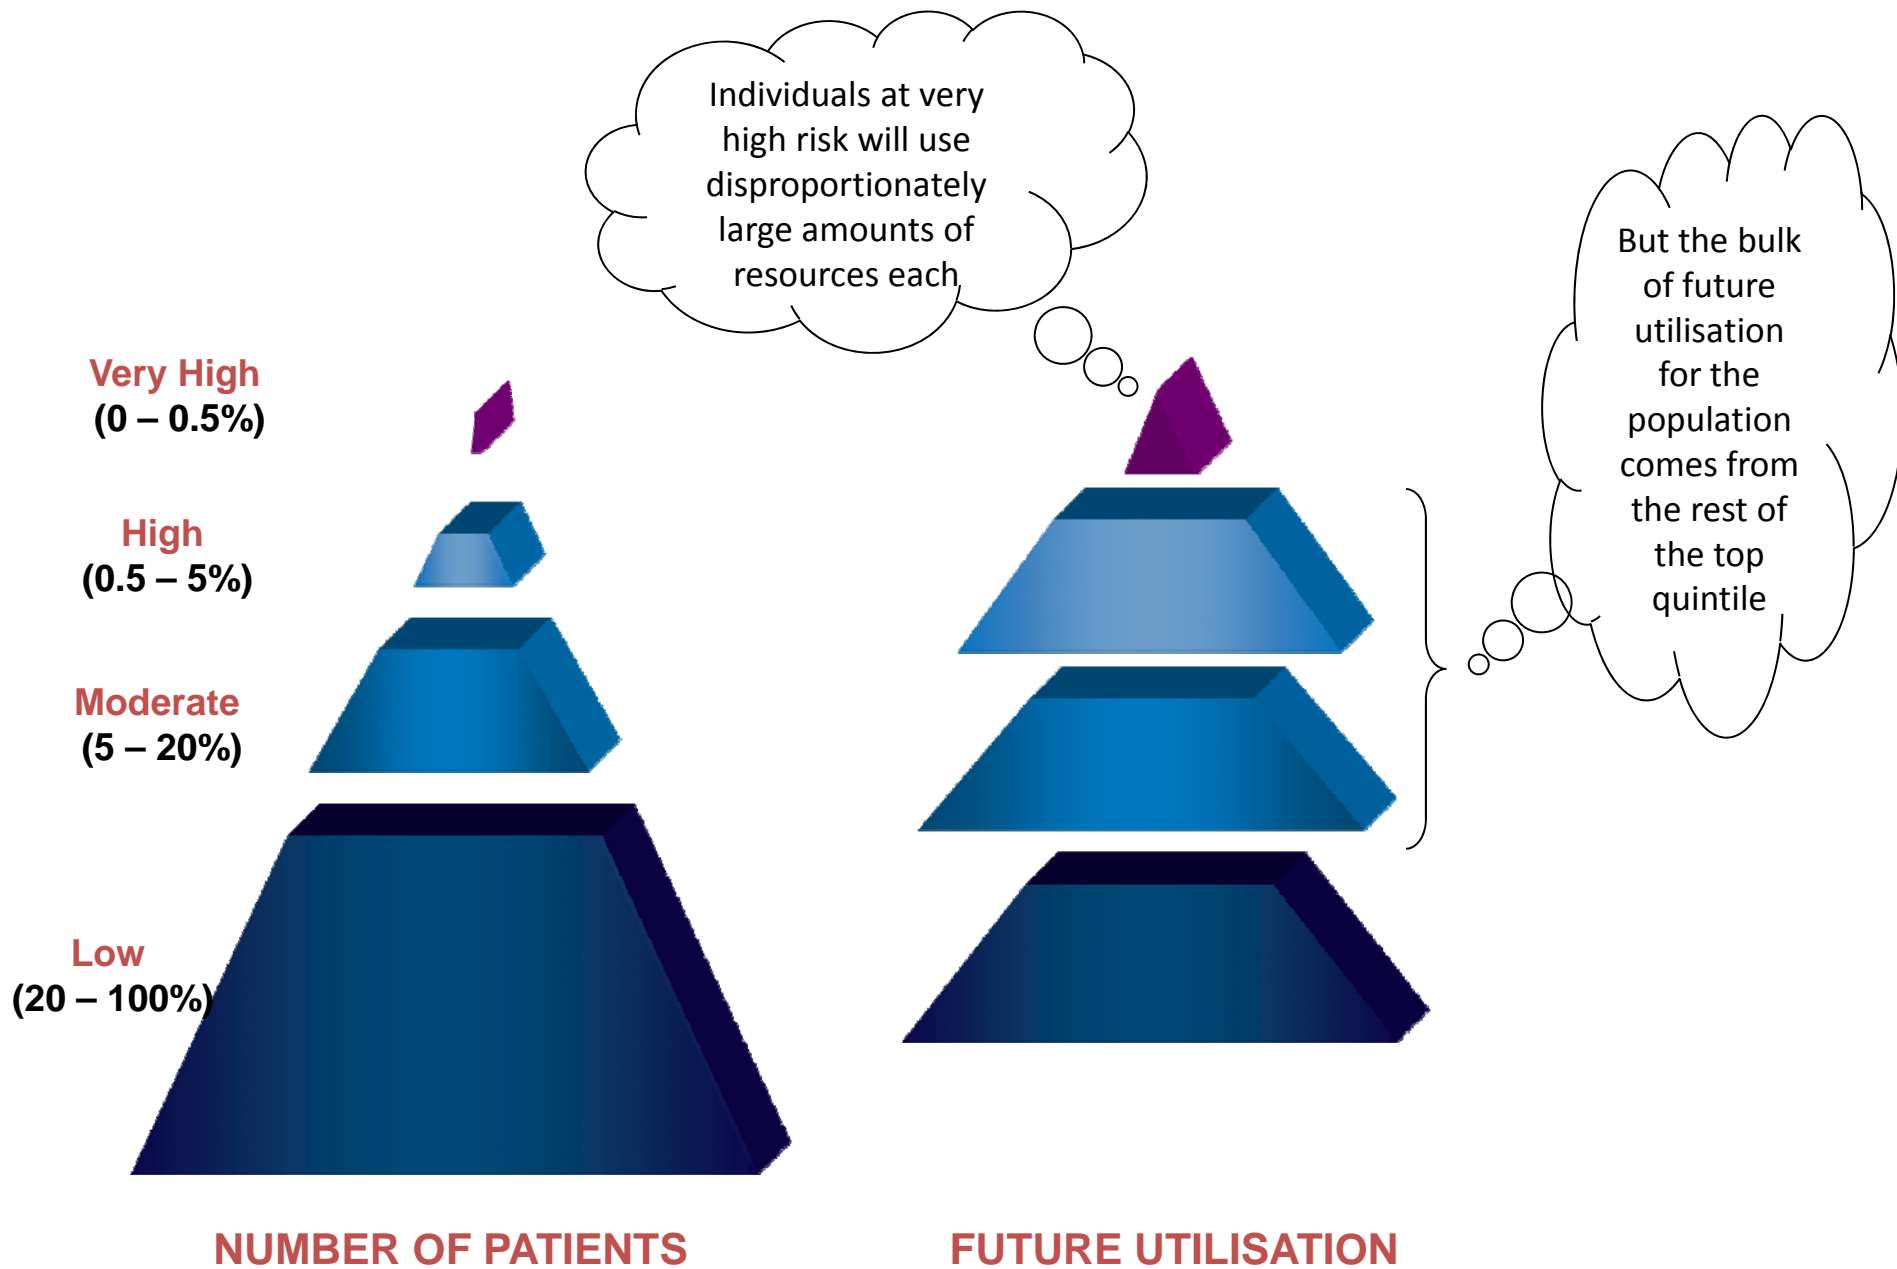 Individuals at very
high risk will use
disproportionately
large amounts of
resources each
But the bulk
of future
utilisation
for the
population
comes from
the rest of
the top
quintile
Very High
(0 – 0.5%)
High
(0.5 – 5%)
Moderate
(5 – 20%)
Low
(20 – 100%)
NUMBER OF PATIENTS
FUTURE UTILISATION